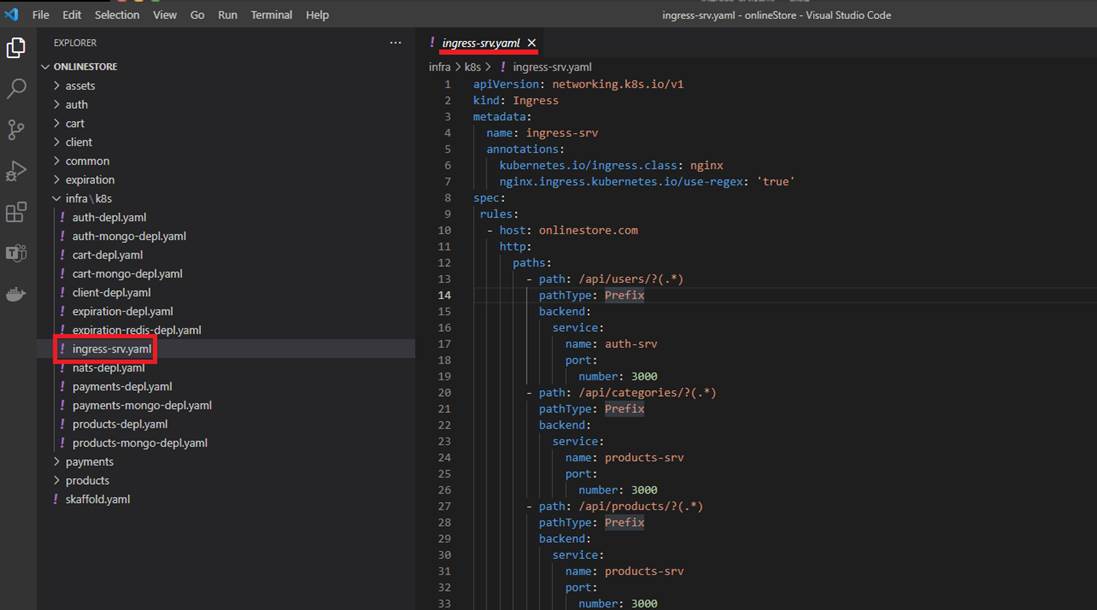 File Edit Selection View Go Run Terminal Help
ingress-srv.yaml - onlineStore - Visual Studio Code
EXPLORER
ONLINESTORE
assets
auth
cart
client
common
expiration
infra\k8s
! auth-depl.yaml
! auth-mongo-depl.yaml
! cart-depl.yaml
! cart-mongo-depl.yaml
! client-depl.yaml
! expiration-depl.yaml
! expiration-redis-depl.yaml
! ingress-srv.yaml
! nats-depl.yaml
! payments-depl.yaml
! payments-mongo-depl.yaml
! products-depl.yaml
! products-mongo-depl.yaml
payments
products
! skaffold.yaml
! ingress-srv.yaml
infra > k8s > ! ingress-srv.yaml
1 apiVersion: networking.k8s.io/v1
2 kind: Ingress
3 metadata:
4 name: ingress-srv
5 annotations:
6 kubernetes.io/ingress.class: nginx
7 nginx.ingress.kubernetes.io/use-regex: 'true'
8 spec:
9 rules:
10 - host: onlinestore.com
11 http:
12 paths:
13 - path: /api/users/?(.*)
14 pathType: Prefix
15 backend:
16 service:
17 name: auth-srv
18 port:
19 number: 3000
20 - path: /api/categories/?(.*)
21 pathType: Prefix
22 backend:
23 service:
24 name: products-srv
25 port:
26 number: 3000
27 - path: /api/products/?(.*)
28 pathType: Prefix
29 backend:
30 service:
31 name: products-srv
32 port:
33 number: 3000